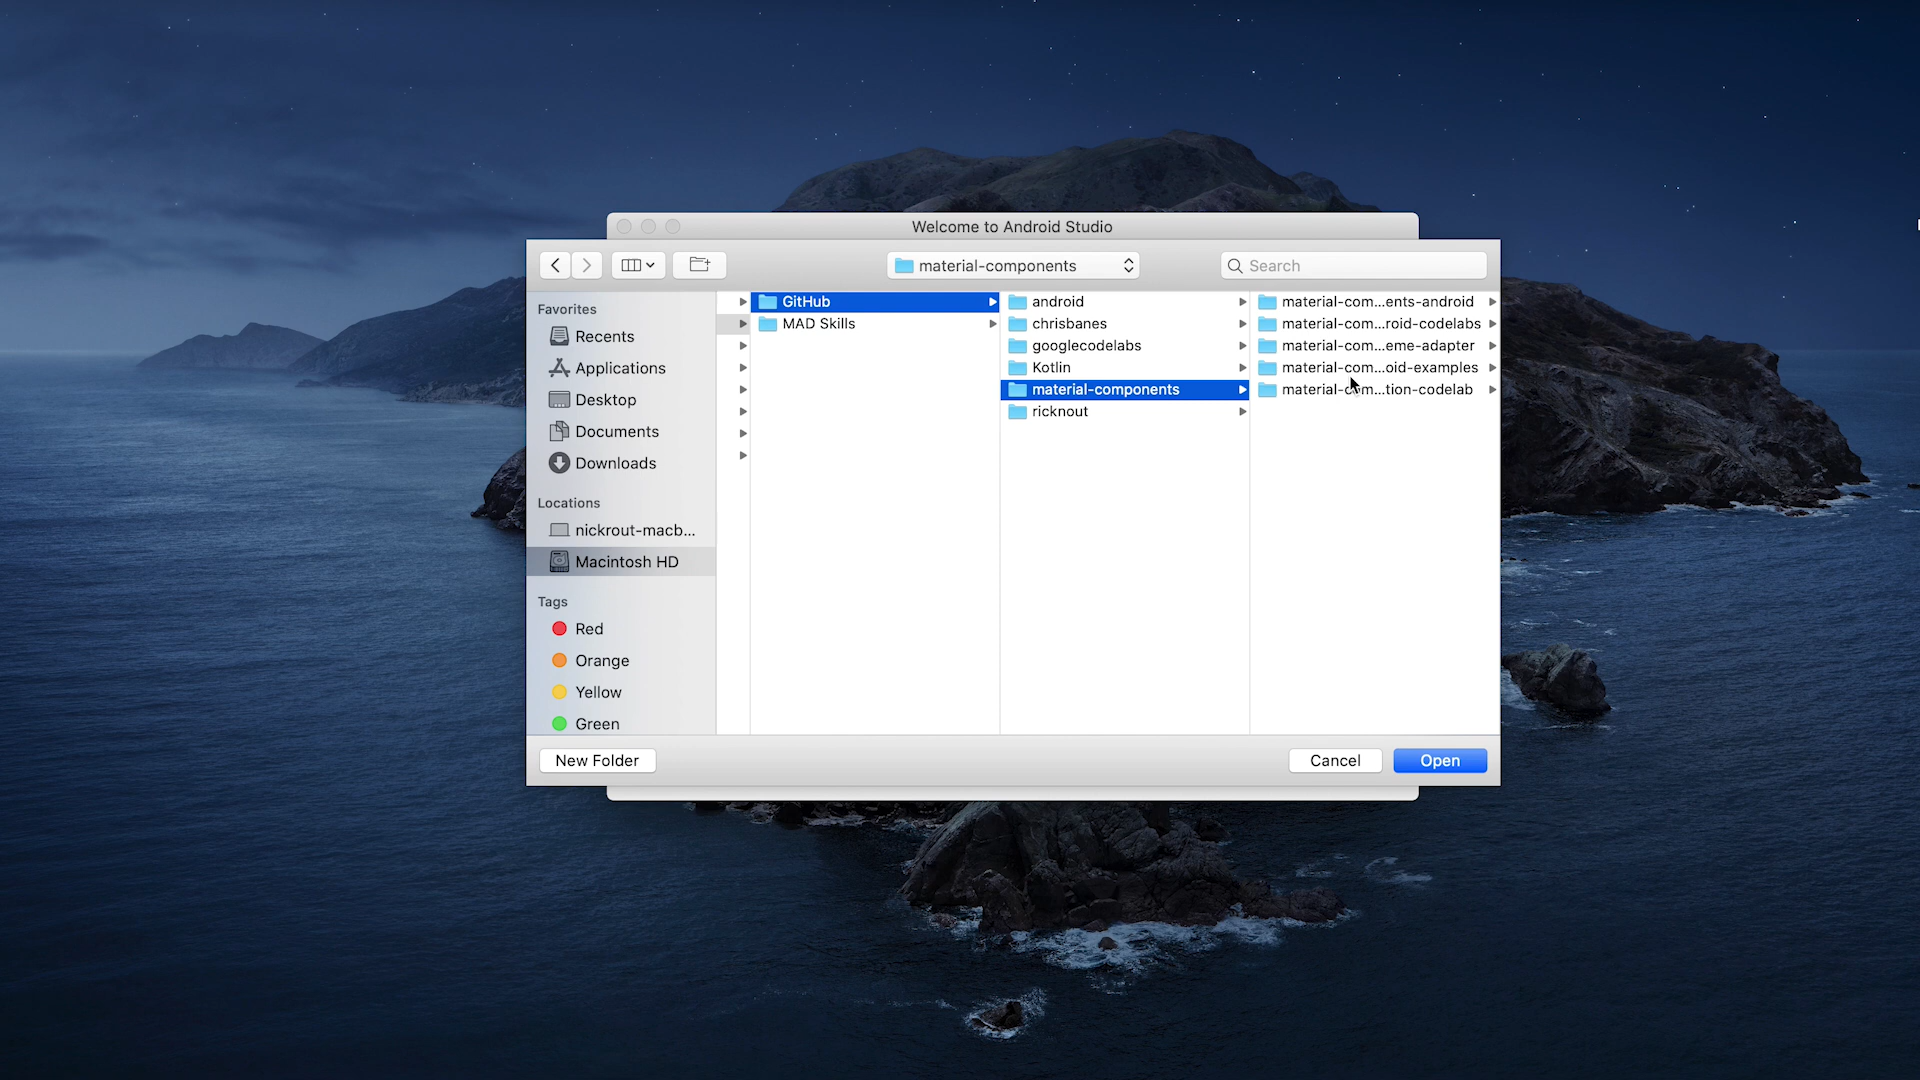 Welcome to Android Studio
material-components
Search
Favorites
Recents
Applications
Desktop
Documents
Downloads
Locations
nickrout-macb...
Macintosh HD
Tags
Red
Orange
Yellow
Green
GitHub
MAD Skills
android
chrisbanes
googlecodelabs
Kotlin
material-components
ricknout
material-com...ents-android
material-com...roid-codelabs
material-com...eme-adapter
material-com...oid-examples
material-com...tion-codelab
New Folder
Cancel
Open